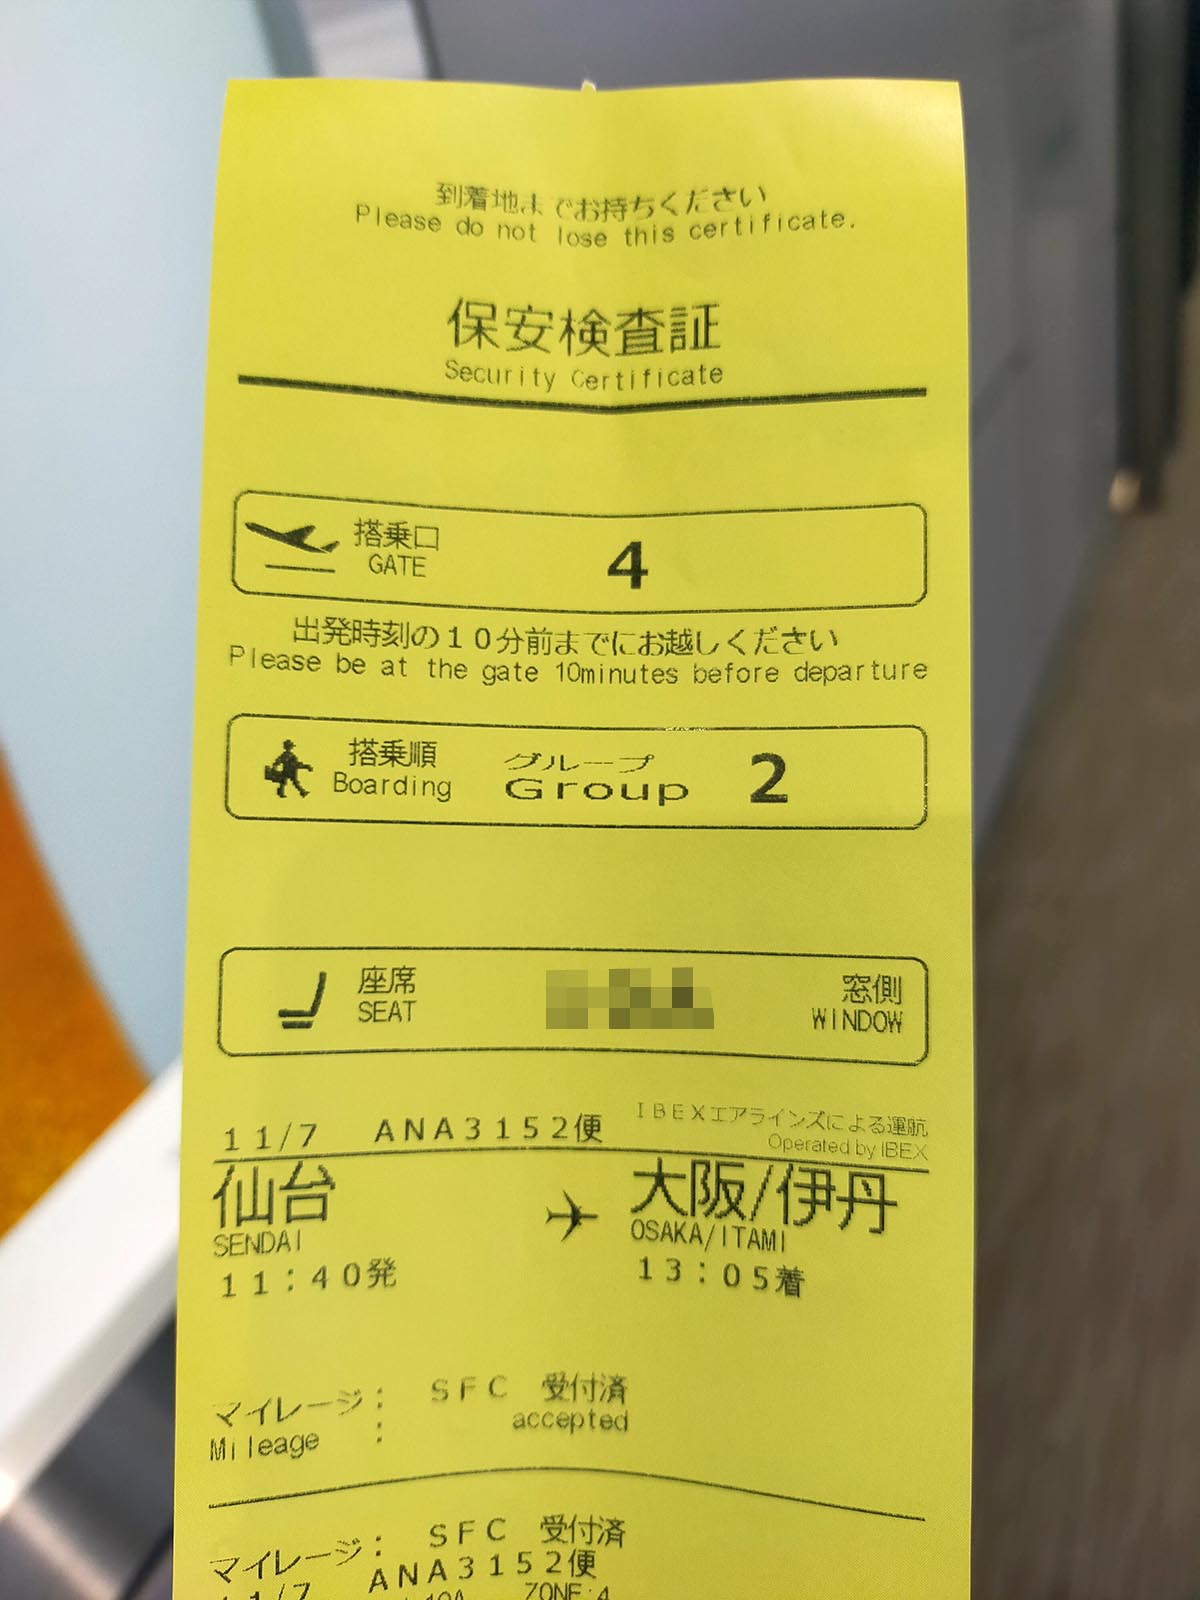 到着地までお持ちください
Please do not lose this certificate.
保安検査証
Security Certificate
搭乗口
GATE
4
出発時刻の10分前までにお越しください
Please be at the gate 10minutes before departure
搭乗順
Boarding
グループ
Group
2
座席
SEAT
窓側
WINDOW
11/7 ANA3152便
IBEXエアラインズによる運航
Operated by IBEX
仙台
SENDAI
11:40発
大阪/伊丹
OSAKA/ITAMI
13:05着
マイレージ: SFC 受付済
Mileage : accepted
マイレージ: SFC 受付済
11/7 ANA3152便
ZONE:4